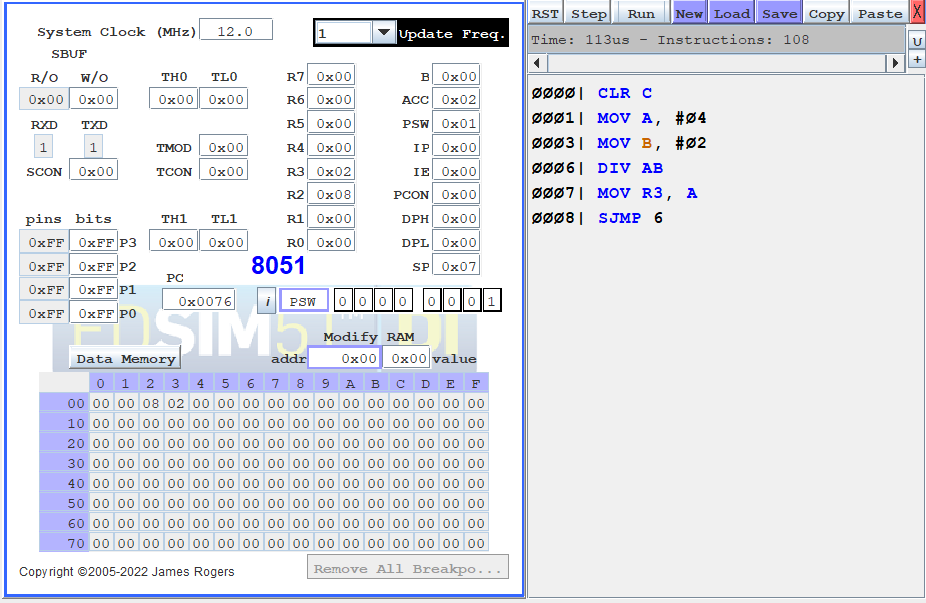 System Clock (MHz) 12.0 1 Update Freq.
SBUF
R/O W/O TH0 TL0 R7 0x00 B 0x00
0x00 0x00 0x00 0x00 R6 0x00 ACC 0x02
RXD TXD R5 0x00 PSW 0x01
1 1 TMOD 0x00 R4 0x00 IP 0x00
SCON 0x00 TCON 0x00 R3 0x02 IE 0x00
R2 0x08 PCON 0x00
pins bits TH1 TL1 R1 0x00 DPH 0x00
0xFF 0xFF P3 0x00 0x00 R0 0x00 DPL 0x00
0xFF 0xFF P2 8051 SP 0x07
0xFF 0xFF P1 PC
0xFF 0xFF P0 0x0076 i PSW 0 0 0 0 0 0 0 1
EDSIM51 DI
TM
Modify RAM
Data Memory addr 0x00 0x00 value
0 1 2 3 4 5 6 7 8 9 A B C D E F
00 00 00 08 02 00 00 00 00 00 00 00 00 00 00 00 00
10 00 00 00 00 00 00 00 00 00 00 00 00 00 00 00 00
20 00 00 00 00 00 00 00 00 00 00 00 00 00 00 00 00
30 00 00 00 00 00 00 00 00 00 00 00 00 00 00 00 00
40 00 00 00 00 00 00 00 00 00 00 00 00 00 00 00 00
50 00 00 00 00 00 00 00 00 00 00 00 00 00 00 00 00
60 00 00 00 00 00 00 00 00 00 00 00 00 00 00 00 00
70 00 00 00 00 00 00 00 00 00 00 00 00 00 00 00 00
Copyright ©2005-2022 James Rogers Remove All Breakpo...
RST Step Run New Load Save Copy Paste X
Time: 113us - Instructions: 108 U
+
0000| CLR C
0001| MOV A, #04
0003| MOV B, #02
0006| DIV AB
0007| MOV R3, A
0008| SJMP 6